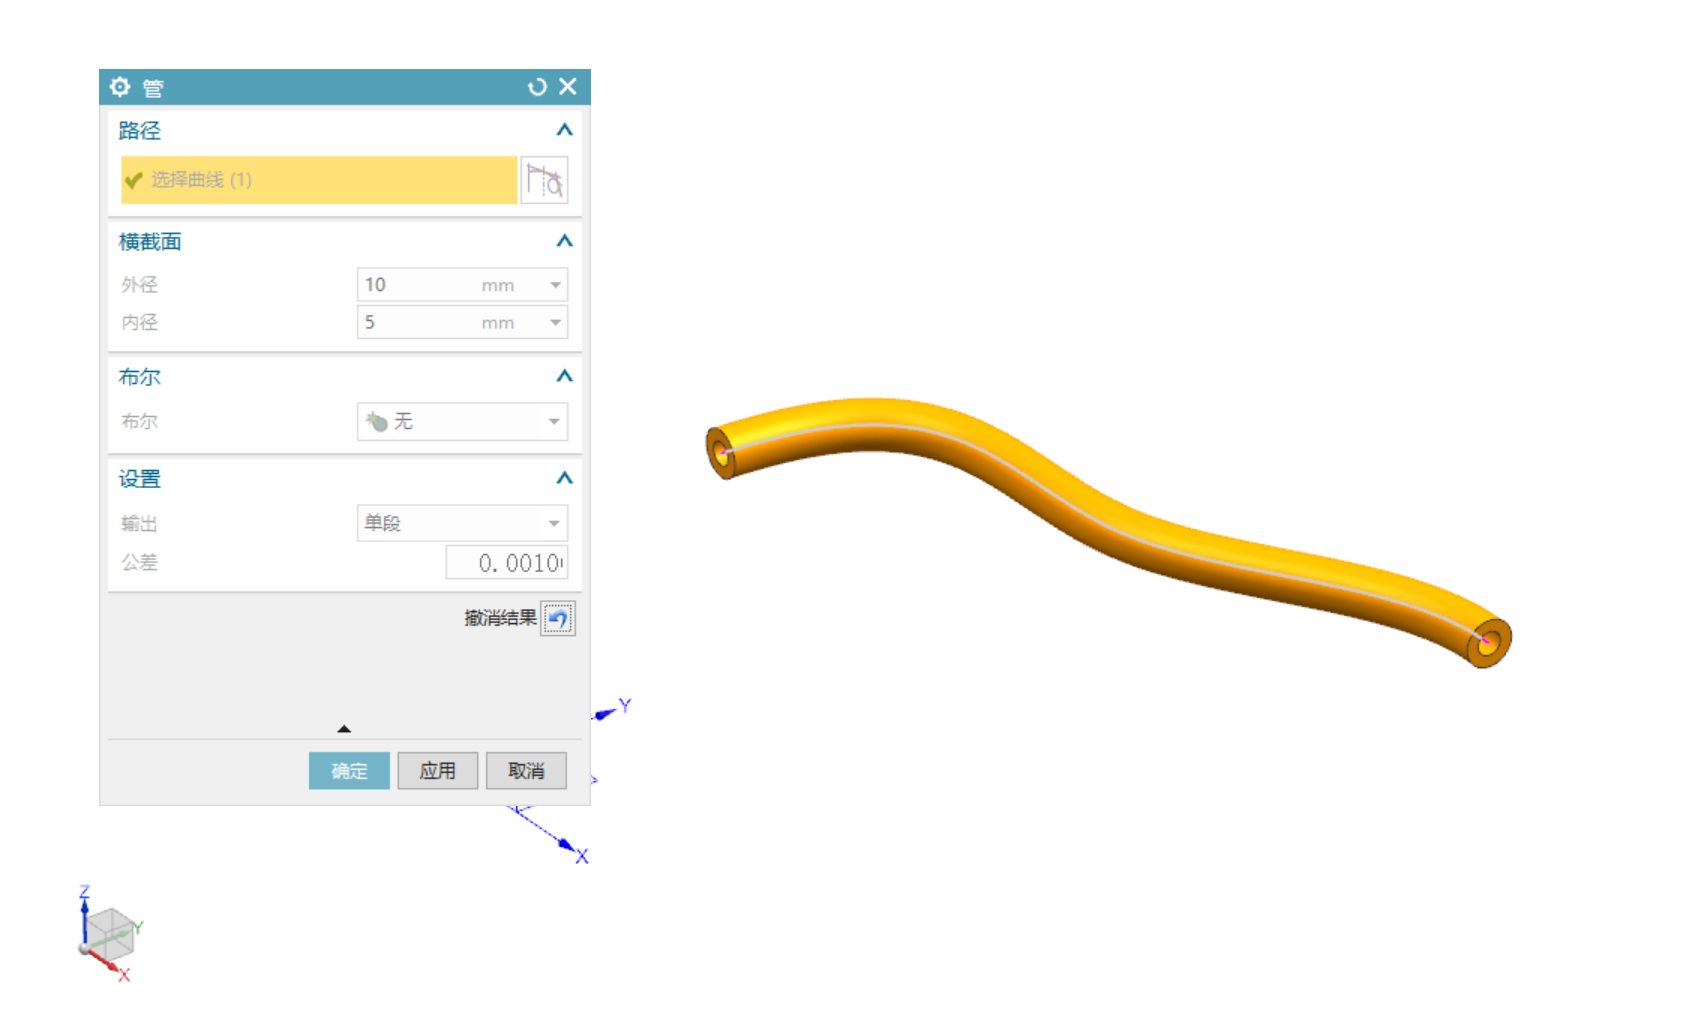 管
路径
选择曲线 (1)
横截面
外径 10 mm
内径 5 mm
布尔
布尔 无
设置
输出 单段
公差 0.0010
撤消结果
确定 应用 取消
Y
X
Z
Y
X